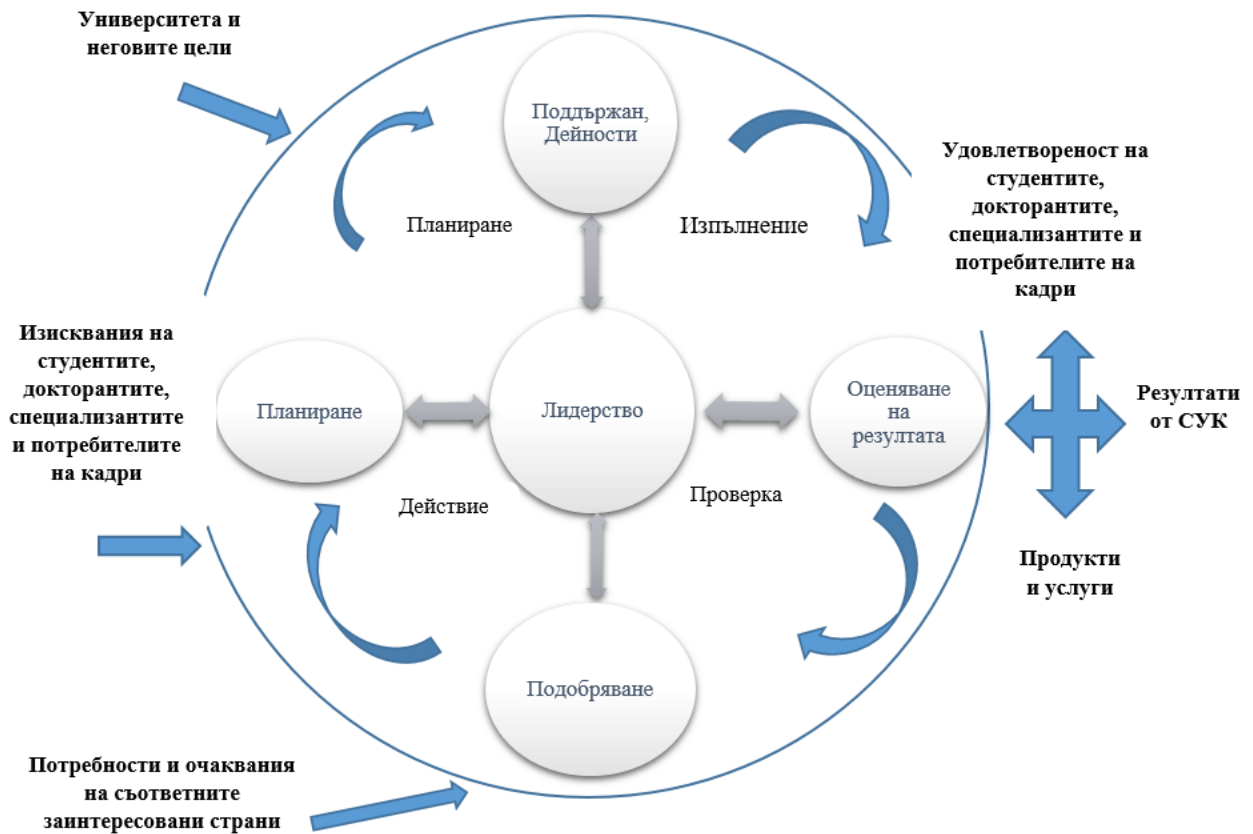 Университета и
неговите цели
Поддържан,
Дейности
Удовлетвореност на
студентите,
докторантите,
специализантите и
потребителите на
кадри
Планиране
Изпълнение
Изисквания на
студентите,
докторантите,
специализантите
и потребителите
на кадри
Планиране
Лидерство
Оценяване
на
резултата
Резултати
от СУК
Действие
Проверка
Продукти
и услуги
Подобряване
Потребности и очаквания
на съответните
заинтересовани страни